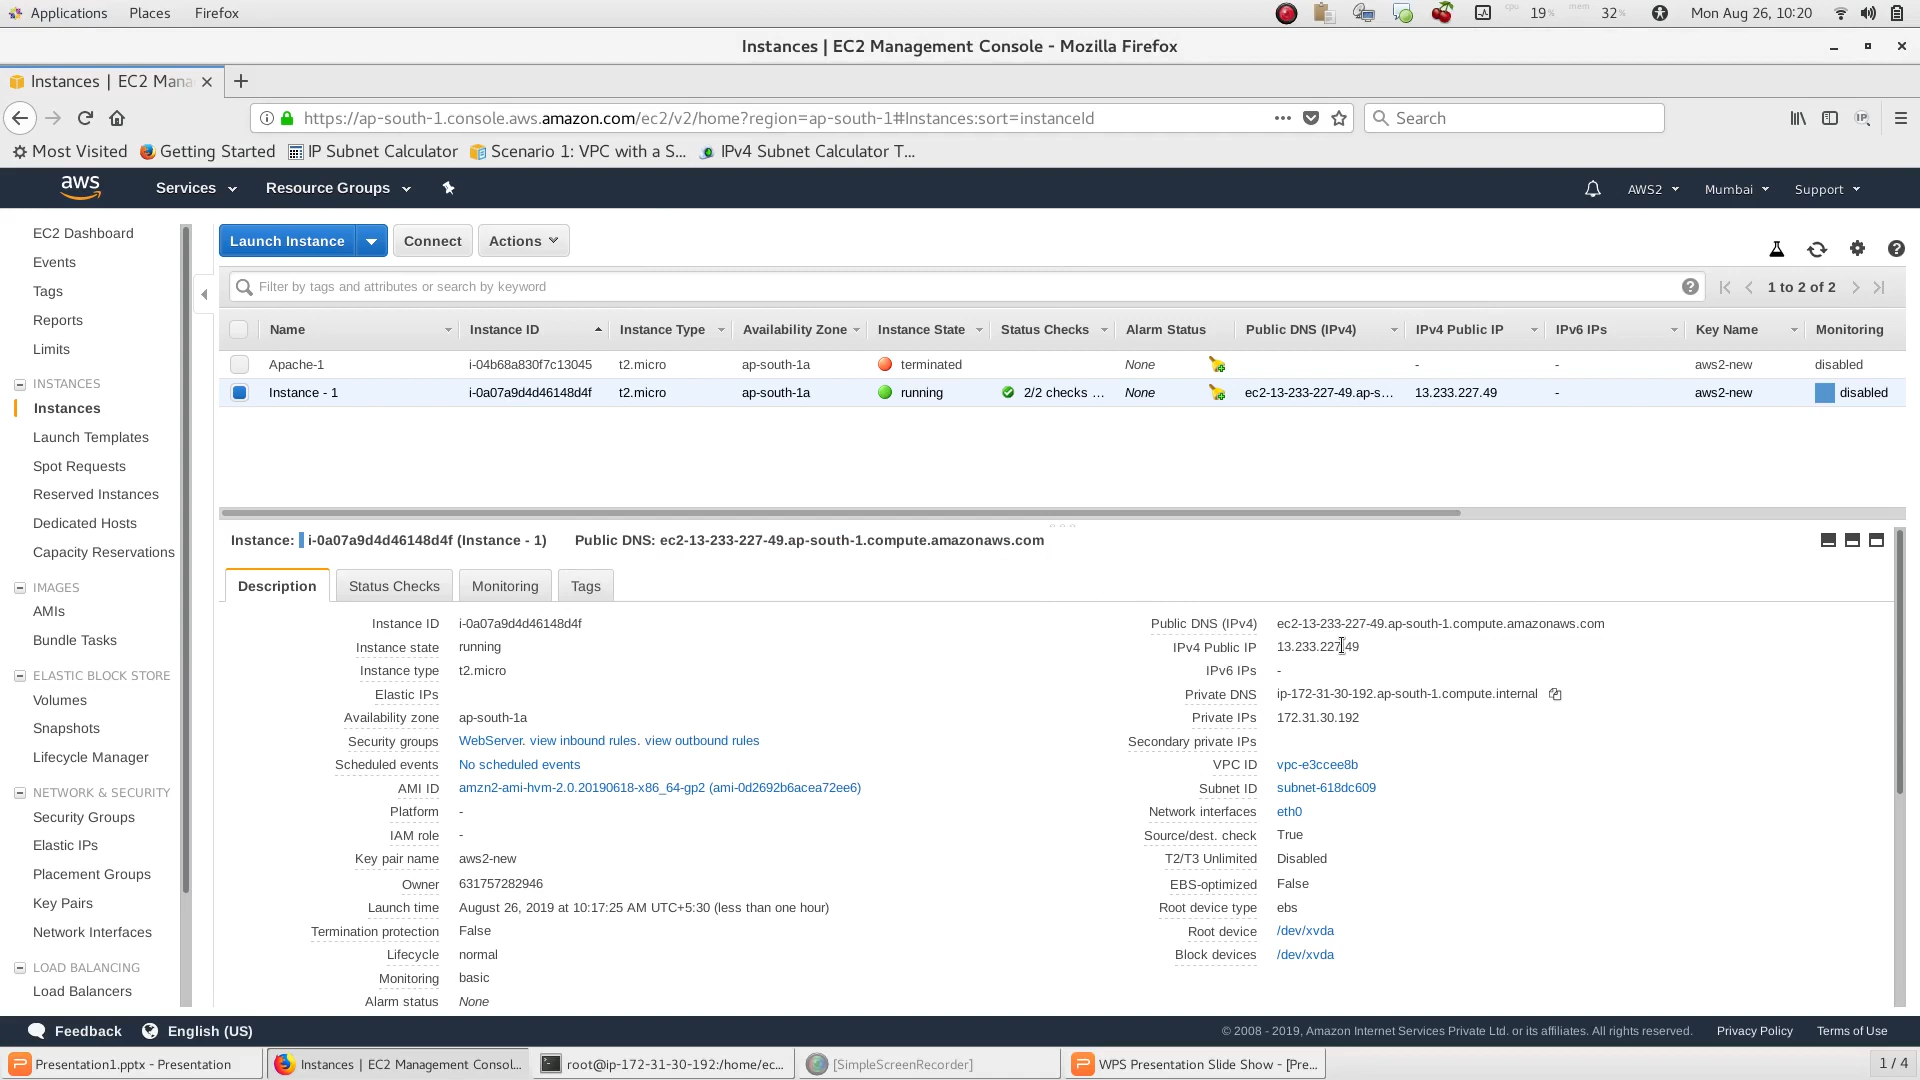 Applications Places Firefox cpu 19% mem 32% Mon Aug 26, 10:20
Instances | EC2 Management Console - Mozilla Firefox
Instances | EC2 Mana
https://ap-south-1.console.aws.amazon.com/ec2/v2/home?region=ap-south-1#Instances:sort=instanceId Search
Most Visited Getting Started IP Subnet Calculator Scenario 1: VPC with a S... IPv4 Subnet Calculator T...
aws Services Resource Groups AWS2 Mumbai Support
EC2 Dashboard
Events
Tags
Reports
Limits
INSTANCES
Instances
Launch Templates
Spot Requests
Reserved Instances
Dedicated Hosts
Capacity Reservations
IMAGES
AMIs
Bundle Tasks
ELASTIC BLOCK STORE
Volumes
Snapshots
Lifecycle Manager
NETWORK & SECURITY
Security Groups
Elastic IPs
Placement Groups
Key Pairs
Network Interfaces
LOAD BALANCING
Load Balancers
Launch Instance Connect Actions
Filter by tags and attributes or search by keyword 1 to 2 of 2
Name Instance ID Instance Type Availability Zone Instance State Status Checks Alarm Status Public DNS (IPv4) IPv4 Public IP IPv6 IPs Key Name Monitoring
Apache-1 i-04b68a830f7c13045 t2.micro ap-south-1a terminated None - - aws2-new disabled
Instance - 1 i-0a07a9d4d46148d4f t2.micro ap-south-1a running 2/2 checks ... None ec2-13-233-227-49.ap-s... 13.233.227.49 - aws2-new disabled
Instance: i-0a07a9d4d46148d4f (Instance - 1) Public DNS: ec2-13-233-227-49.ap-south-1.compute.amazonaws.com
Description Status Checks Monitoring Tags
Instance ID i-0a07a9d4d46148d4f Public DNS (IPv4) ec2-13-233-227-49.ap-south-1.compute.amazonaws.com
Instance state running IPv4 Public IP 13.233.227.49
Instance type t2.micro IPv6 IPs -
Elastic IPs Private DNS ip-172-31-30-192.ap-south-1.compute.internal
Availability zone ap-south-1a Private IPs 172.31.30.192
Security groups WebServer. view inbound rules. view outbound rules Secondary private IPs
Scheduled events No scheduled events VPC ID vpc-e3ccee8b
AMI ID amzn2-ami-hvm-2.0.20190618-x86_64-gp2 (ami-0d2692b6acea72ee6) Subnet ID subnet-618dc609
Platform - Network interfaces eth0
IAM role - Source/dest. check True
Key pair name aws2-new T2/T3 Unlimited Disabled
Owner 631757282946 EBS-optimized False
Launch time August 26, 2019 at 10:17:25 AM UTC+5:30 (less than one hour) Root device type ebs
Termination protection False Root device /dev/xvda
Lifecycle normal Block devices /dev/xvda
Monitoring basic
Alarm status None
Feedback English (US) © 2008 - 2019, Amazon Internet Services Private Ltd. or its affiliates. All rights reserved. Privacy Policy Terms of Use
Presentation1.pptx - Presentation Instances | EC2 Management Consol... root@ip-172-31-30-192:/home/ec... [SimpleScreenRecorder] WPS Presentation Slide Show - [Pre... 1 / 4